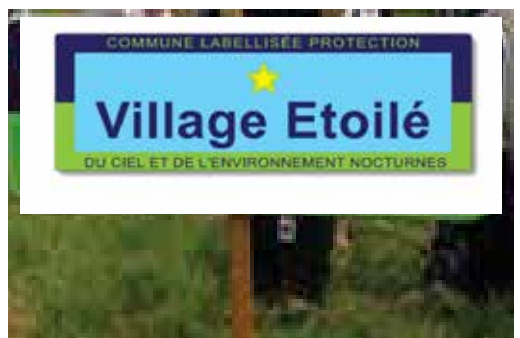 COMMUNE LABELLISÉE PROTECTION
Village Etoilé
DU CIEL ET DE L'ENVIRONNEMENT NOCTURNES